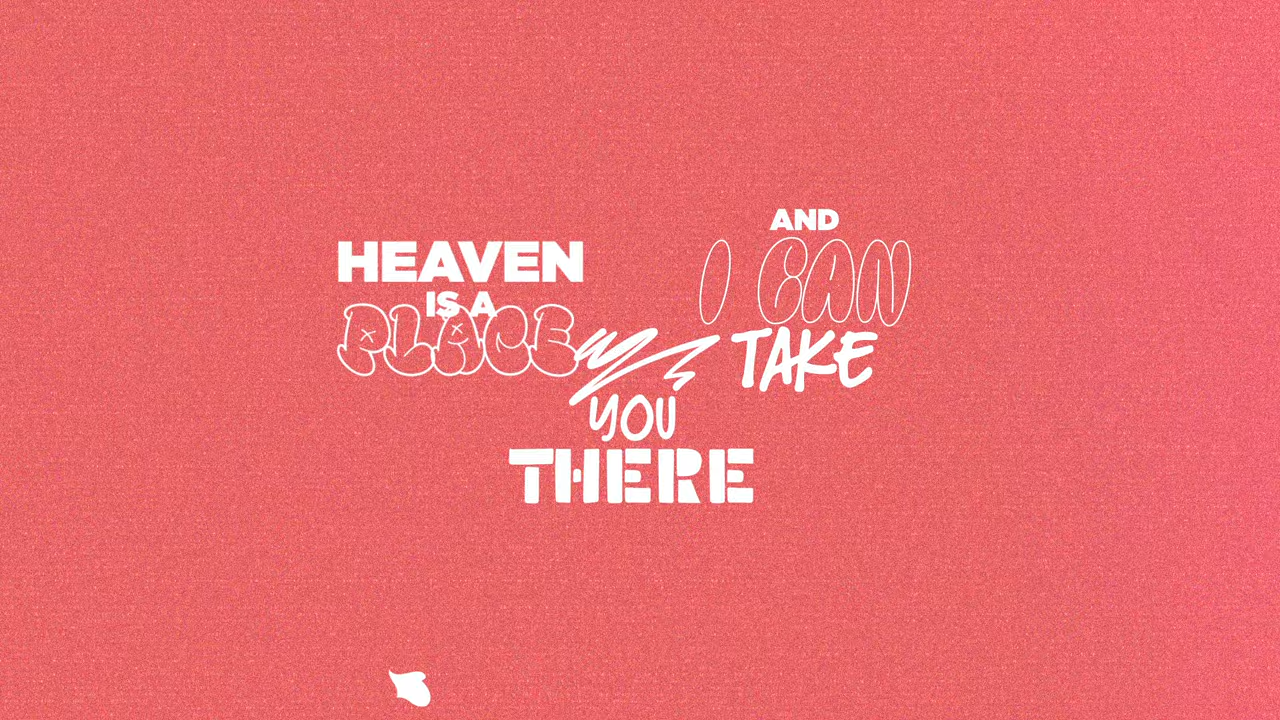 HEAVEN
IS A
PLACE
AND
I CAN
TAKE
YOU
THERE